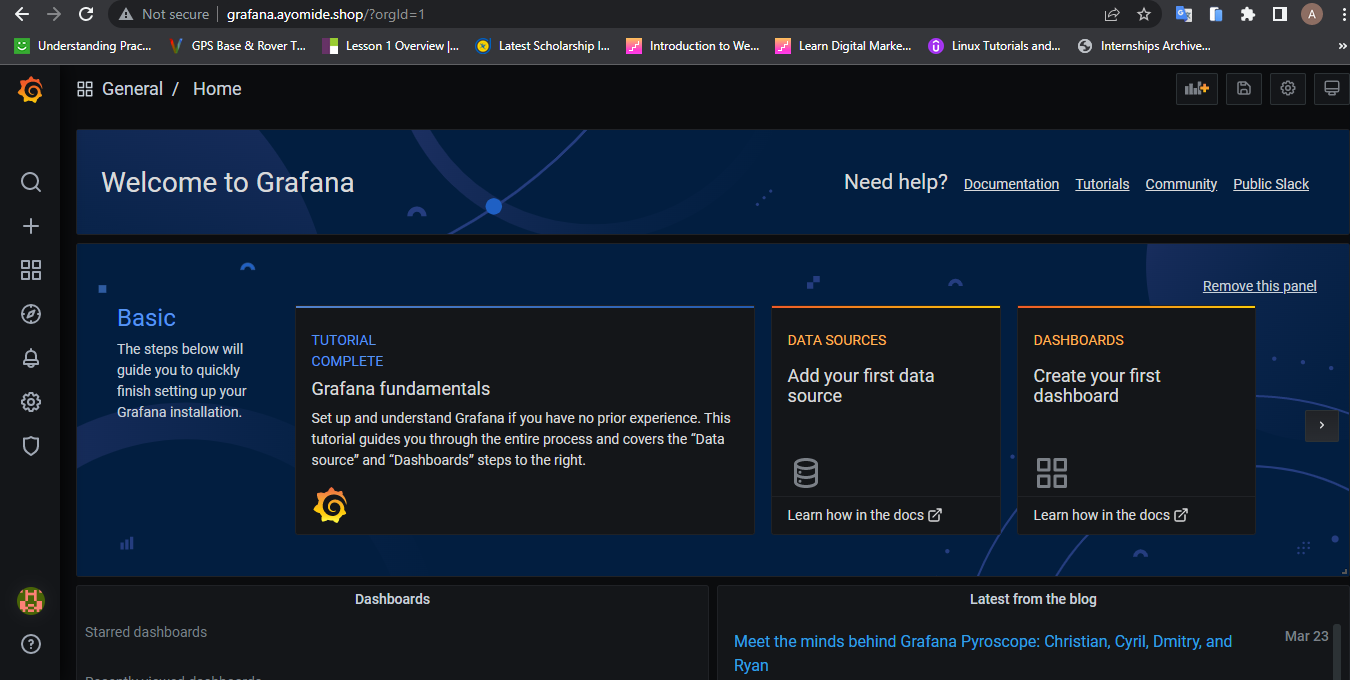 Not secure grafana.ayomide.shop/?orgId=1 A
Understanding Prac... GPS Base & Rover T... Lesson 1 Overview |... Latest Scholarship I... Introduction to We... Learn Digital Marke... Linux Tutorials and... Internships Archive... »
General / Home
Welcome to Grafana
Need help? Documentation Tutorials Community Public Slack
Remove this panel
Basic
The steps below will
guide you to quickly
finish setting up your
Grafana installation.
TUTORIAL
COMPLETE
Grafana fundamentals
Set up and understand Grafana if you have no prior experience. This
tutorial guides you through the entire process and covers the “Data
source” and “Dashboards” steps to the right.
DATA SOURCES
Add your first data
source
Learn how in the docs
DASHBOARDS
Create your first
dashboard
Learn how in the docs
Dashboards
Starred dashboards
Recently viewed dashboards
Latest from the blog
Meet the minds behind Grafana Pyroscope: Christian, Cyril, Dmitry, and
Ryan
Mar 23